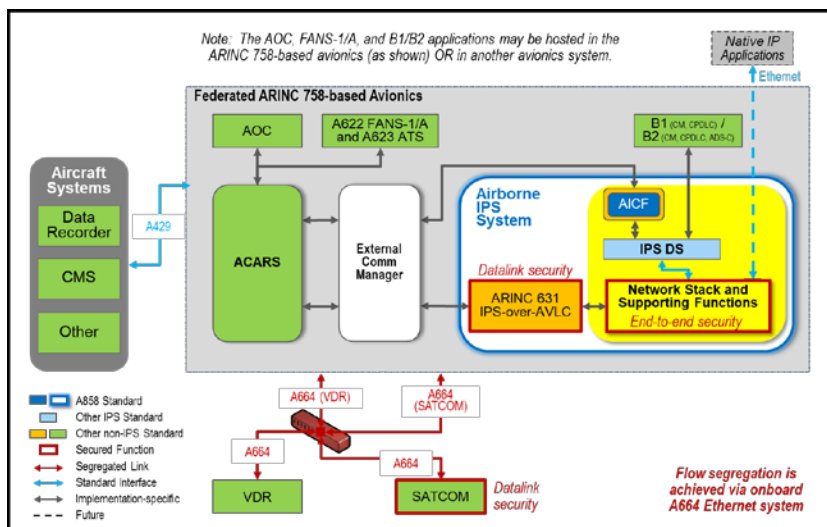 Note: The AOC, FANS-1/A, and B1/B2 applications may be hosted in the
ARINC 758-based avionics (as shown) OR in another avionics system.
Native IP
Applications
Ethernet
Federated ARINC 758-based Avionics
AOC
A622 FANS-1/A
and A623 ATS
B1 (CM, CPDLC) /
B2 (CM, CPDLC, ADS-C)
Aircraft
Systems
Data
Recorder
CMS
Other
A429
ACARS
External
Comm
Manager
Airborne
IPS
System
AICF
IPS DS
Datalink security
ARINC 631
IPS-over-AVLC
Network Stack and
Supporting Functions
End-to-end security
A858 Standard
Other IPS Standard
Other non-IPS Standard
Secured Function
Segregated Link
Standard Interface
Implementation-specific
Future
A664 (VDR)
A664
(SATCOM)
A664
A664
VDR
SATCOM
Datalink
security
Flow segregation is
achieved via onboard
A664 Ethernet system